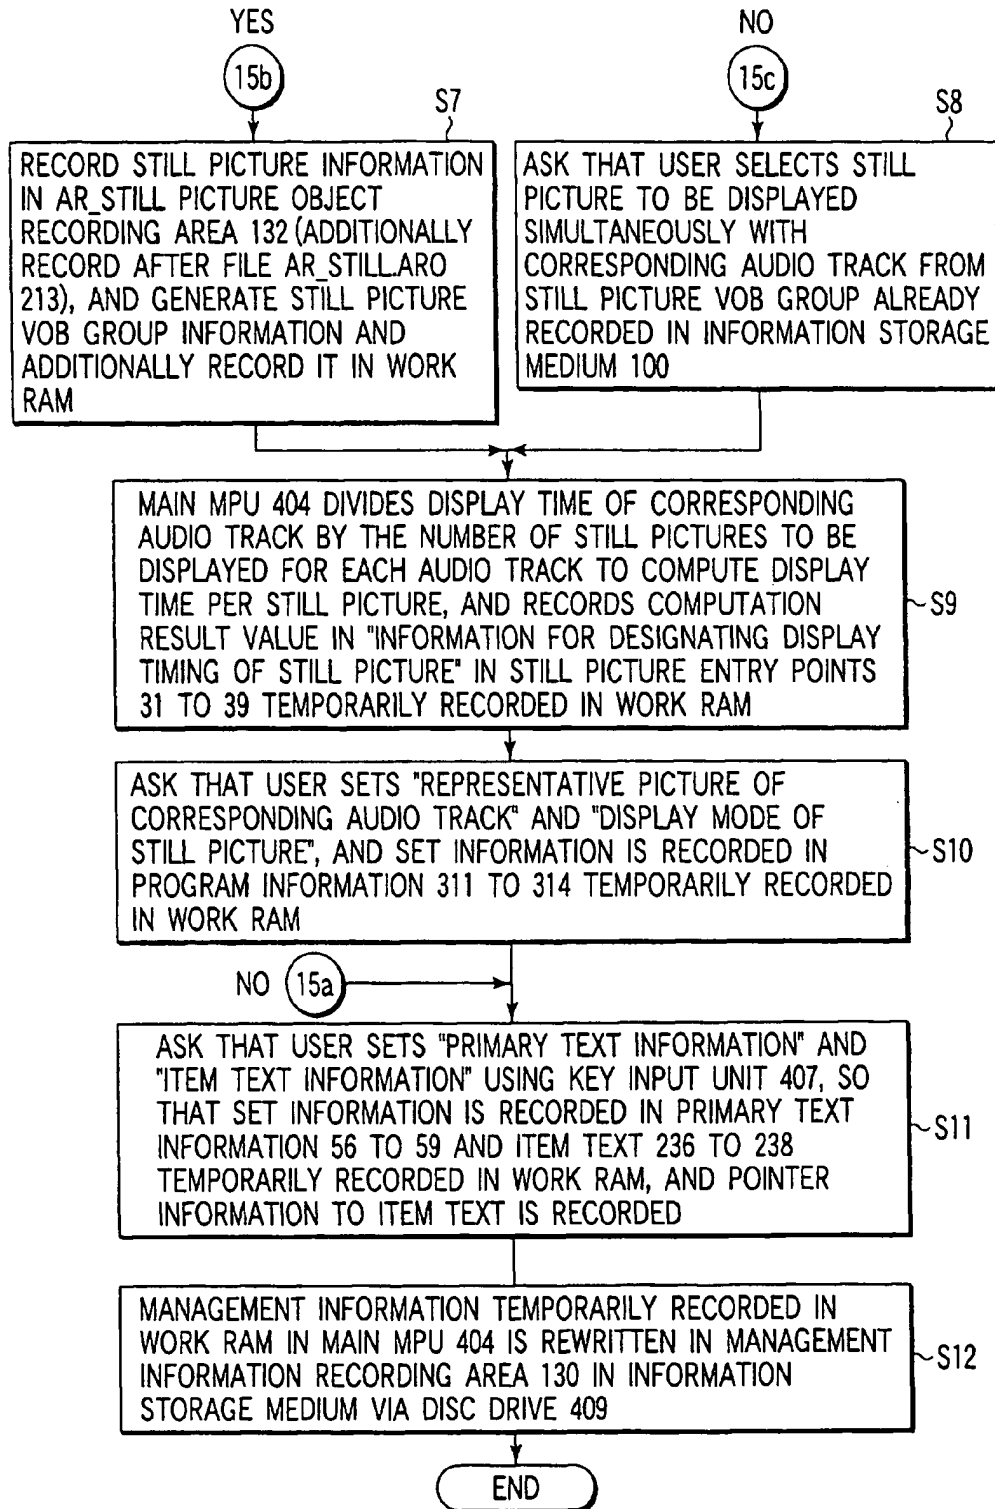 YES
NO
15b
15c
S7
S8
RECORD STILL PICTURE INFORMATION
IN AR_STILL PICTURE OBJECT
RECORDING AREA 132 (ADDITIONALLY
RECORD AFTER FILE AR_STILL.ARO
213), AND GENERATE STILL PICTURE
VOB GROUP INFORMATION AND
ADDITIONALLY RECORD IT IN WORK
RAM
ASK THAT USER SELECTS STILL
PICTURE TO BE DISPLAYED
SIMULTANEOUSLY WITH
CORRESPONDING AUDIO TRACK FROM
STILL PICTURE VOB GROUP ALREADY
RECORDED IN INFORMATION STORAGE
MEDIUM 100
MAIN MPU 404 DIVIDES DISPLAY TIME OF CORRESPONDING
AUDIO TRACK BY THE NUMBER OF STILL PICTURES TO BE
DISPLAYED FOR EACH AUDIO TRACK TO COMPUTE DISPLAY
TIME PER STILL PICTURE, AND RECORDS COMPUTATION
RESULT VALUE IN "INFORMATION FOR DESIGNATING DISPLAY
TIMING OF STILL PICTURE" IN STILL PICTURE ENTRY POINTS
31 TO 39 TEMPORARILY RECORDED IN WORK RAM
S9
ASK THAT USER SETS "REPRESENTATIVE PICTURE OF
CORRESPONDING AUDIO TRACK" AND "DISPLAY MODE OF
STILL PICTURE", AND SET INFORMATION IS RECORDED IN
PROGRAM INFORMATION 311 TO 314 TEMPORARILY RECORDED
IN WORK RAM
S10
NO 15a
ASK THAT USER SETS "PRIMARY TEXT INFORMATION" AND
"ITEM TEXT INFORMATION" USING KEY INPUT UNIT 407, SO
THAT SET INFORMATION IS RECORDED IN PRIMARY TEXT
INFORMATION 56 TO 59 AND ITEM TEXT 236 TO 238
TEMPORARILY RECORDED IN WORK RAM, AND POINTER
INFORMATION TO ITEM TEXT IS RECORDED
S11
MANAGEMENT INFORMATION TEMPORARILY RECORDED IN
WORK RAM IN MAIN MPU 404 IS REWRITTEN IN MANAGEMENT
INFORMATION RECORDING AREA 130 IN INFORMATION
STORAGE MEDIUM VIA DISC DRIVE 409
S12
END